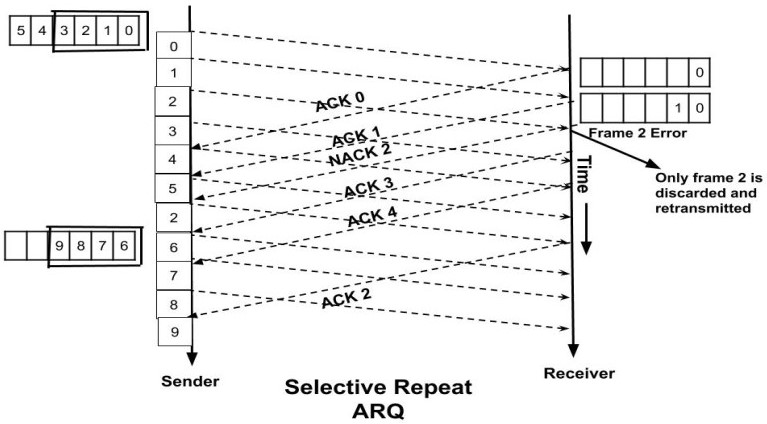 5 4 3 2 1 0
0
1
2
3
4
5
2
6
7
8
9
0
1 0
Frame 2 Error
ACK 0
ACK 1
NACK 2
ACK 3
ACK 4
ACK 2
Time
Only frame 2 is
discarded and
retransmitted
9 8 7 6
Sender
Receiver
Selective Repeat
ARQ